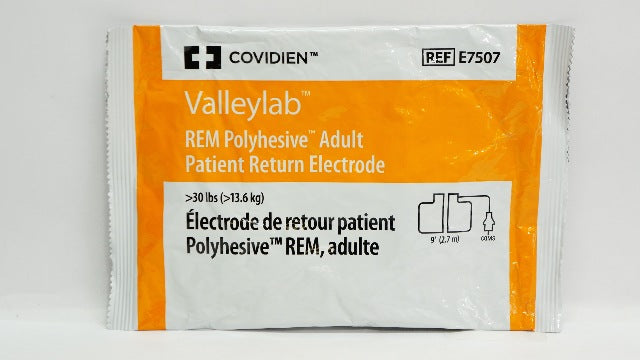 COVIDIEN™
REF E7507
Valleylab™
REM Polyhesive™ Adult
Patient Return Electrode
>30 lbs (>13.6 kg)
Électrode de retour patient
Polyhesive™ REM, adulte
9' (2.7 m)